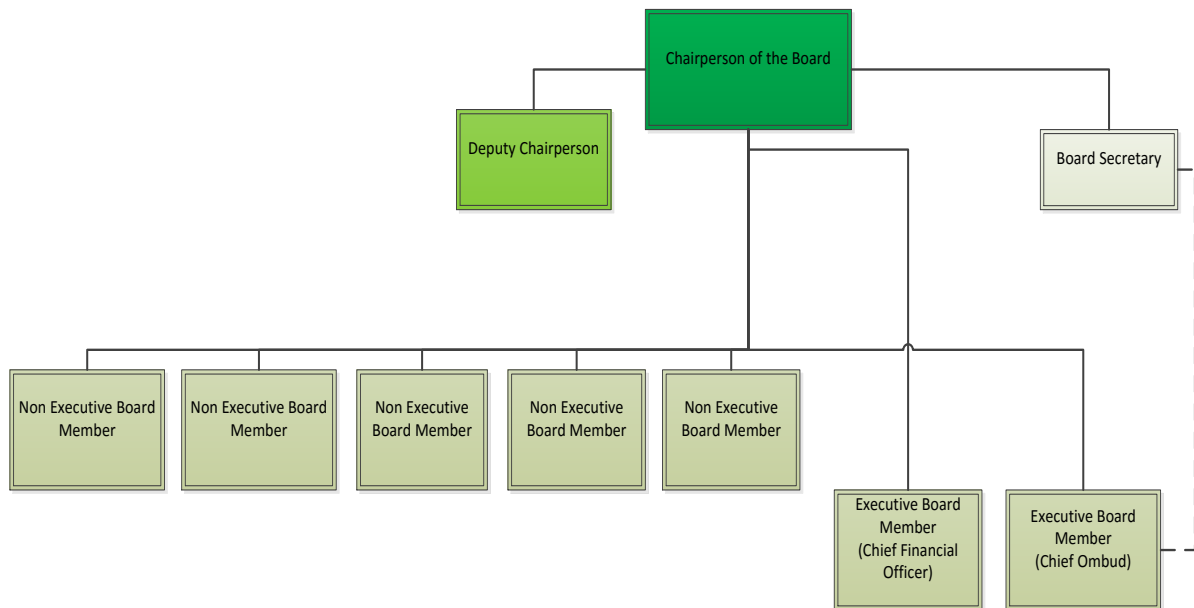 Chairperson of the Board
Deputy Chairperson
Board Secretary
Non Executive Board
Member
Non Executive Board
Member
Non Executive
Board Member
Non Executive
Board Member
Non Executive
Board Member
Executive Board
Member
(Chief Financial
Officer)
Executive Board
Member
(Chief Ombud)